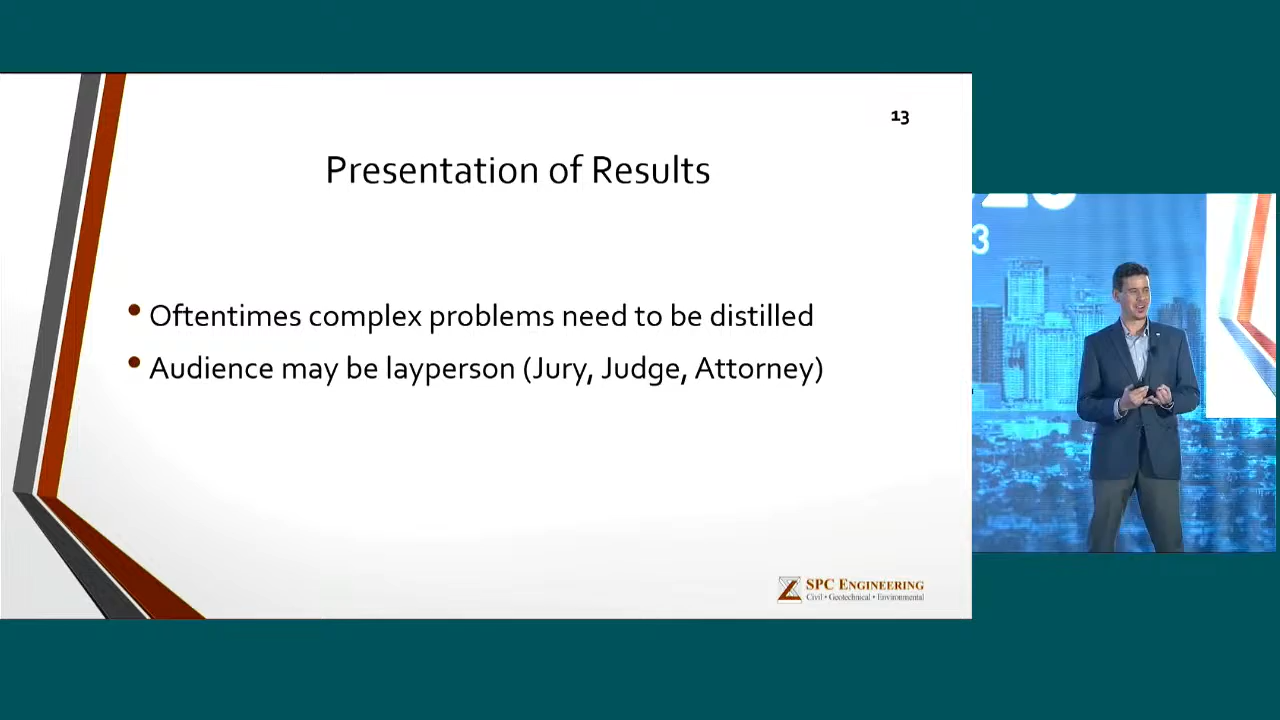 13
Presentation of Results
• Oftentimes complex problems need to be distilled
• Audience may be layperson (Jury, Judge, Attorney)
SPC ENGINEERING
Civil • Geotechnical • Environmental
3